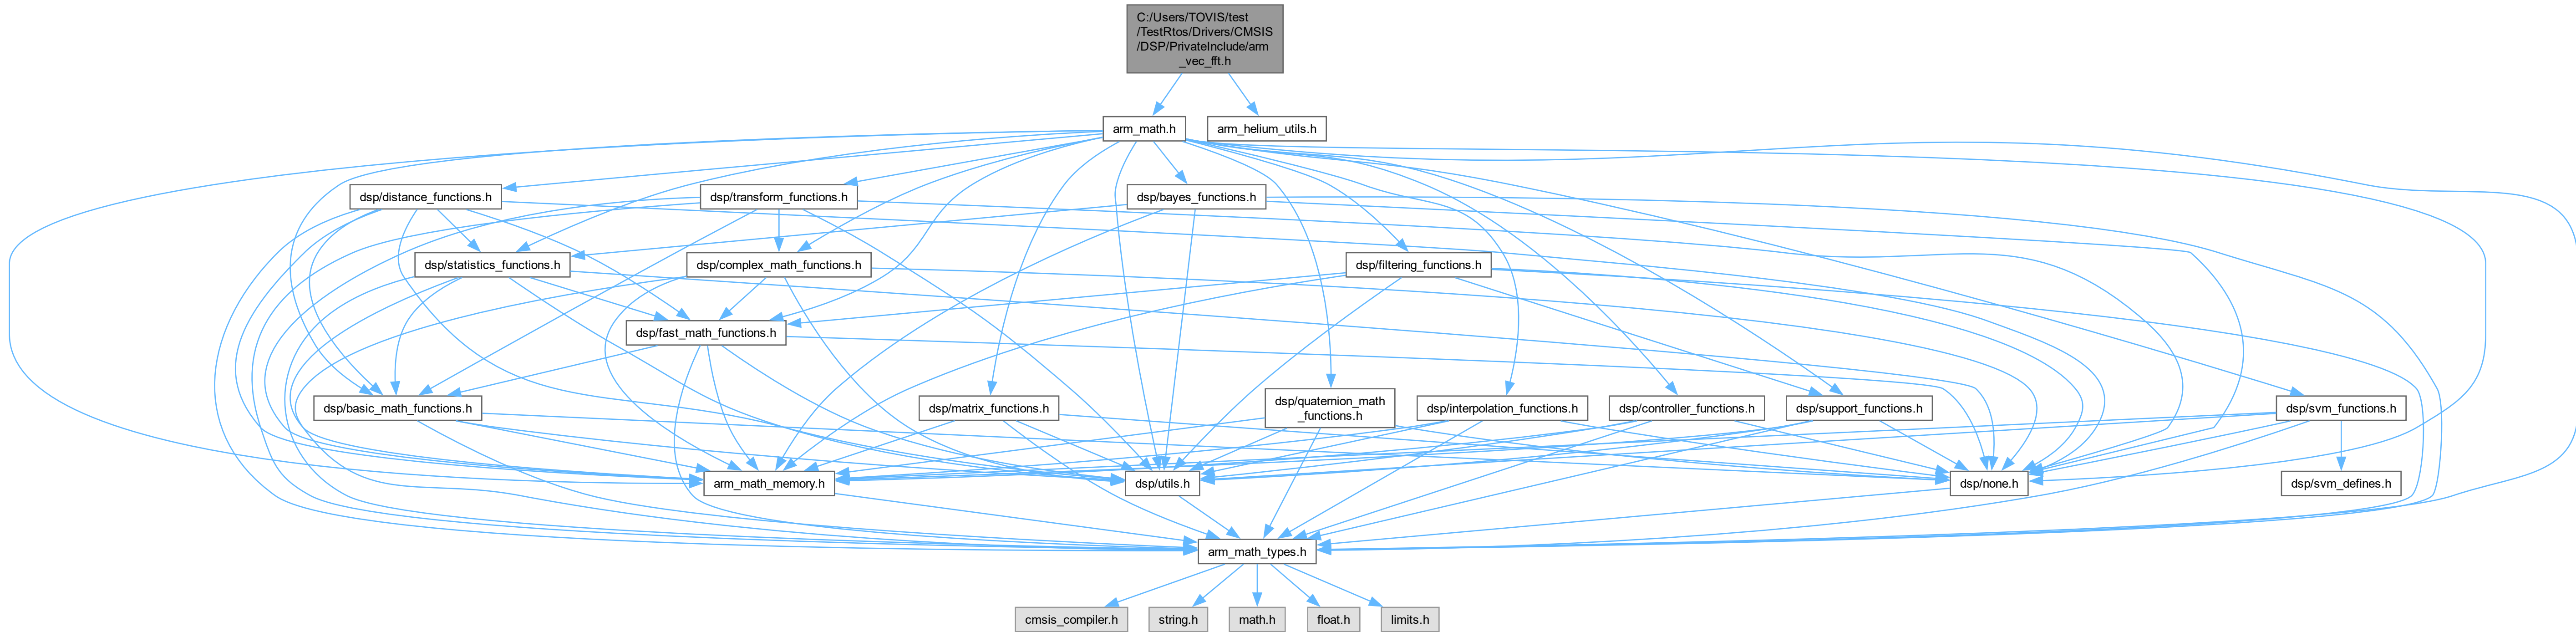 C:/Users/TOVIS/test
/TestRtos/Drivers/CMSIS
/DSP/PrivateInclude/arm
_vec_fft.h
arm_math.h
arm_helium_utils.h
dsp/distance_functions.h
dsp/transform_functions.h
dsp/bayes_functions.h
dsp/statistics_functions.h
dsp/complex_math_functions.h
dsp/filtering_functions.h
dsp/fast_math_functions.h
dsp/basic_math_functions.h
dsp/matrix_functions.h
dsp/quaternion_math
_functions.h
dsp/interpolation_functions.h
dsp/controller_functions.h
dsp/support_functions.h
dsp/svm_functions.h
arm_math_memory.h
dsp/utils.h
dsp/none.h
dsp/svm_defines.h
arm_math_types.h
cmsis_compiler.h
string.h
math.h
float.h
limits.h